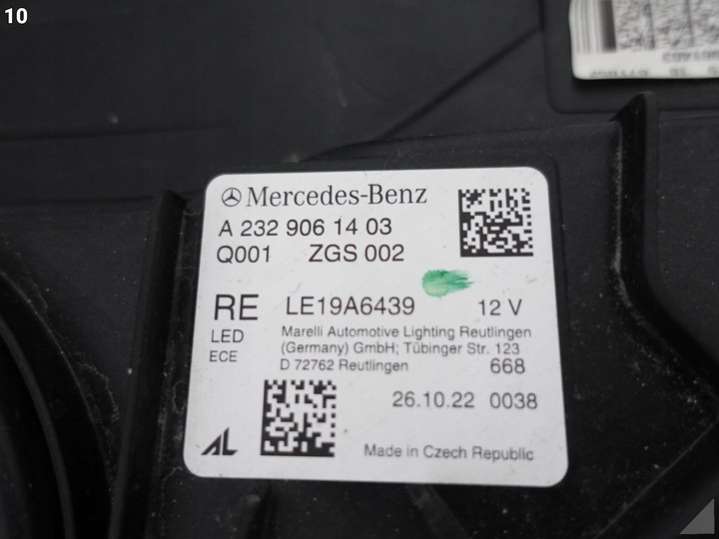 10
Mercedes-Benz
A 232 906 14 03
Q001 ZGS 002
RE LE19A6439 12 V
LED
ECE
Marelli Automotive Lighting Reutlingen
(Germany) GmbH; Tübinger Str. 123
D 72762 Reutlingen 668
26.10.22 0038
AL
Made in Czech Republic